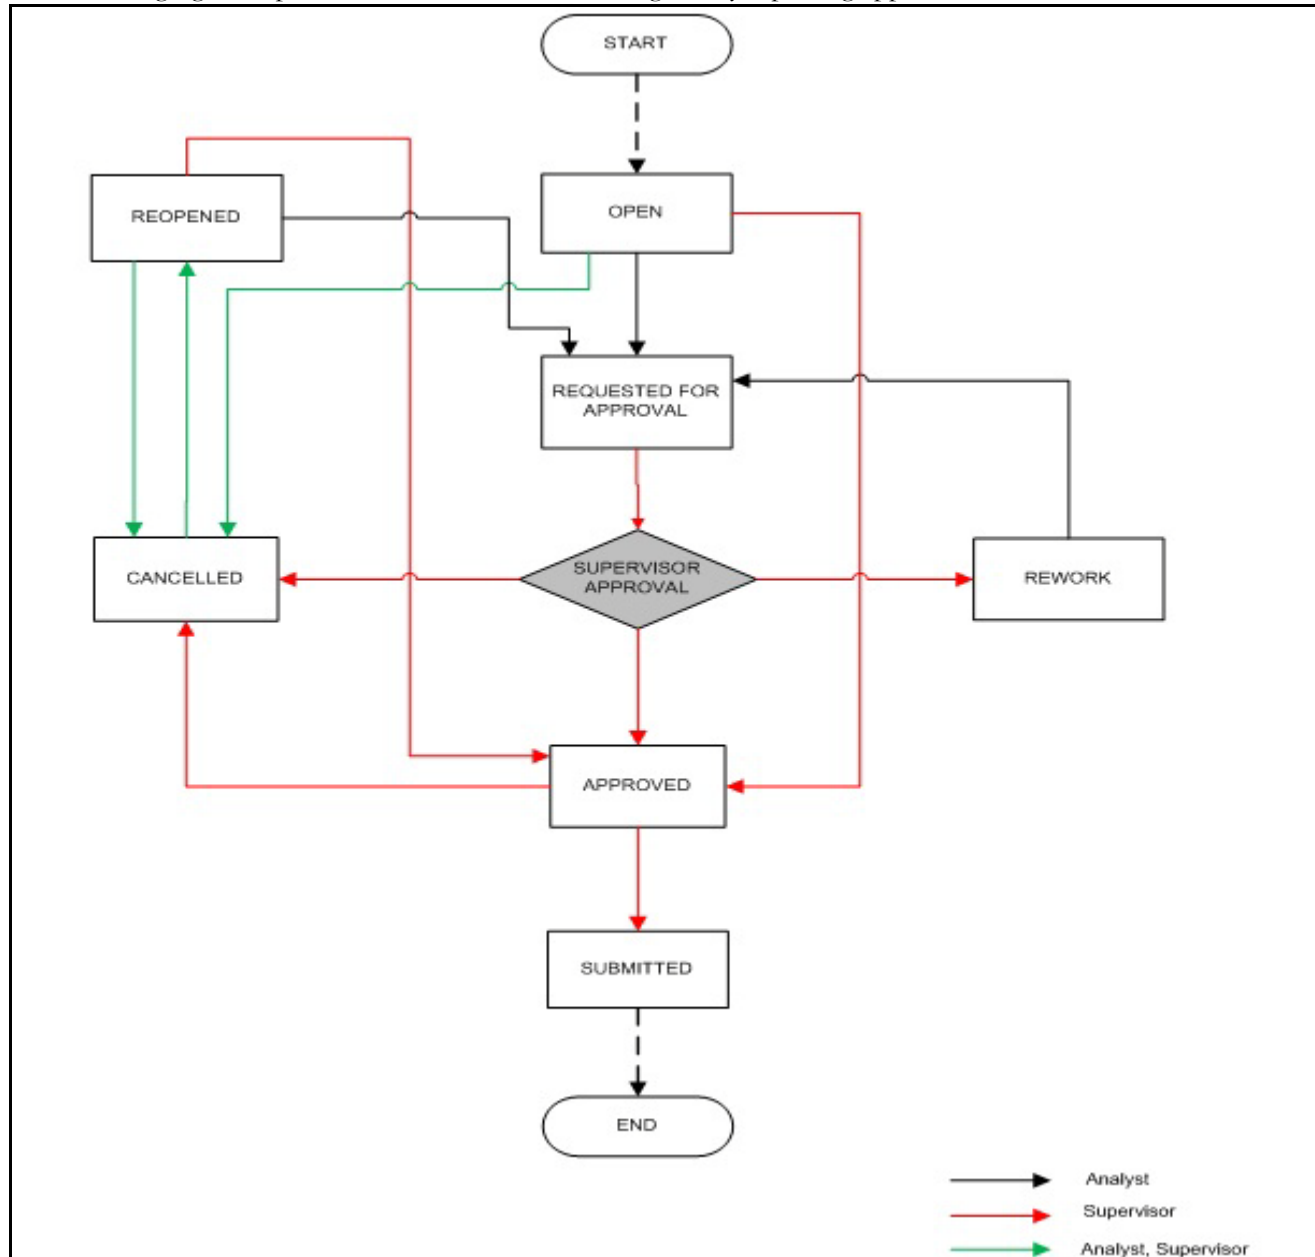 START
REOPENED
OPEN
REQUESTED FOR
APPROVAL
CANCELLED
SUPERVISOR
APPROVAL
REWORK
APPROVED
SUBMITTED
END
Analyst
Supervisor
Analyst, Supervisor